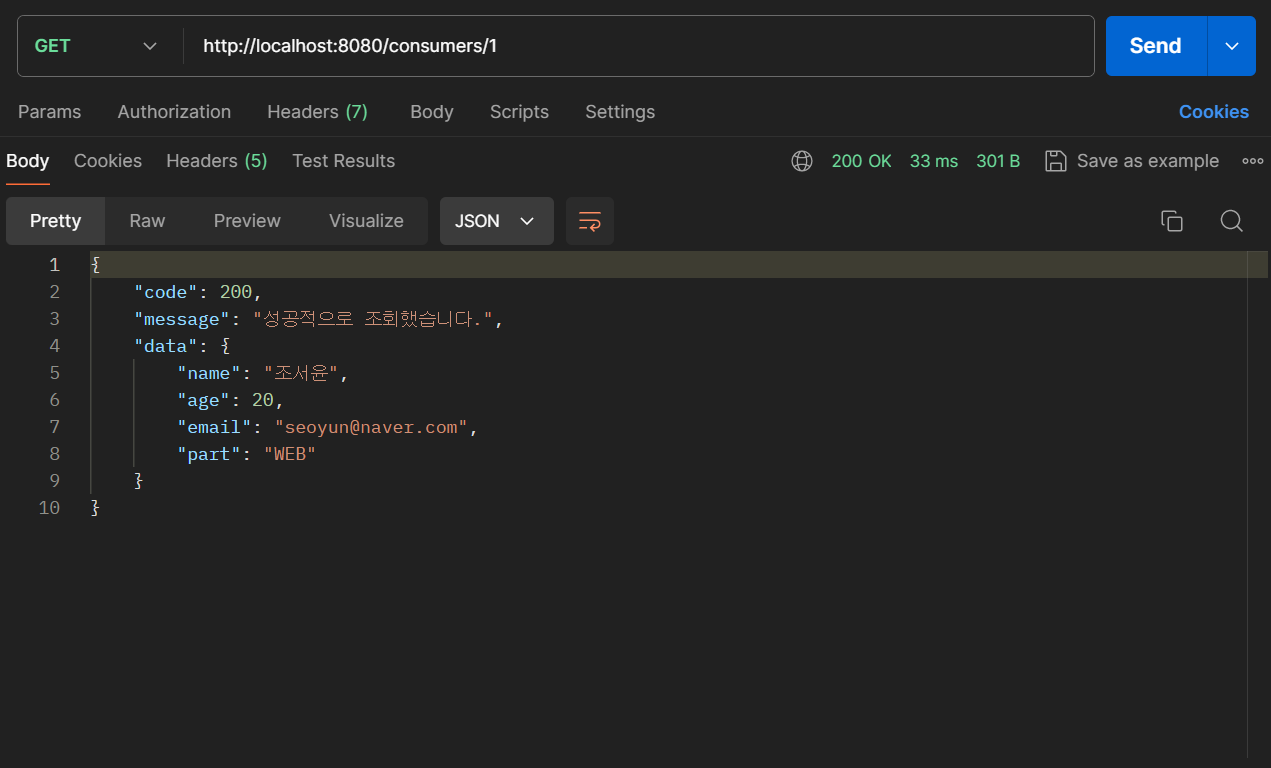 GET http://localhost:8080/consumers/1 Send
Params Authorization Headers (7) Body Scripts Settings Cookies
Body Cookies Headers (5) Test Results 200 OK 33 ms 301 B Save as example
Pretty Raw Preview Visualize JSON
1 {
2 "code": 200,
3 "message": "성공적으로 조회했습니다.",
4 "data": {
5 "name": "조서윤",
6 "age": 20,
7 "email": "seoyun@naver.com",
8 "part": "WEB"
9 }
10 }